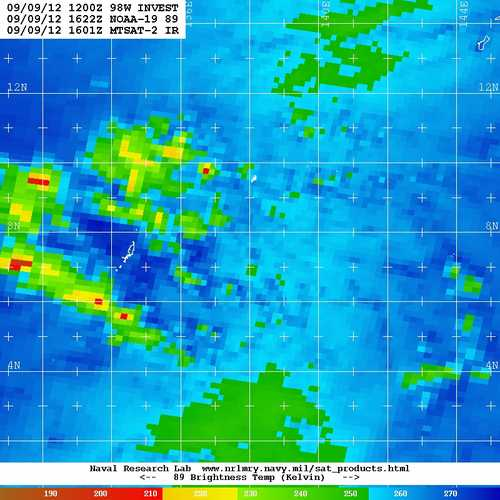 09/09/12 1200Z 98W INVEST
09/09/12 1622Z NOAA-19 89
09/09/12 1601Z MTSAT-2 IR
136E
140E
144E
12N
12N
8N
8N
4N
4N
Naval Research Lab www.nrlmry.navy.mil/sat_products.html
<-- 89 Brightness Temp (Kelvin) -->
190 200 210 220 230 240 250 260 270